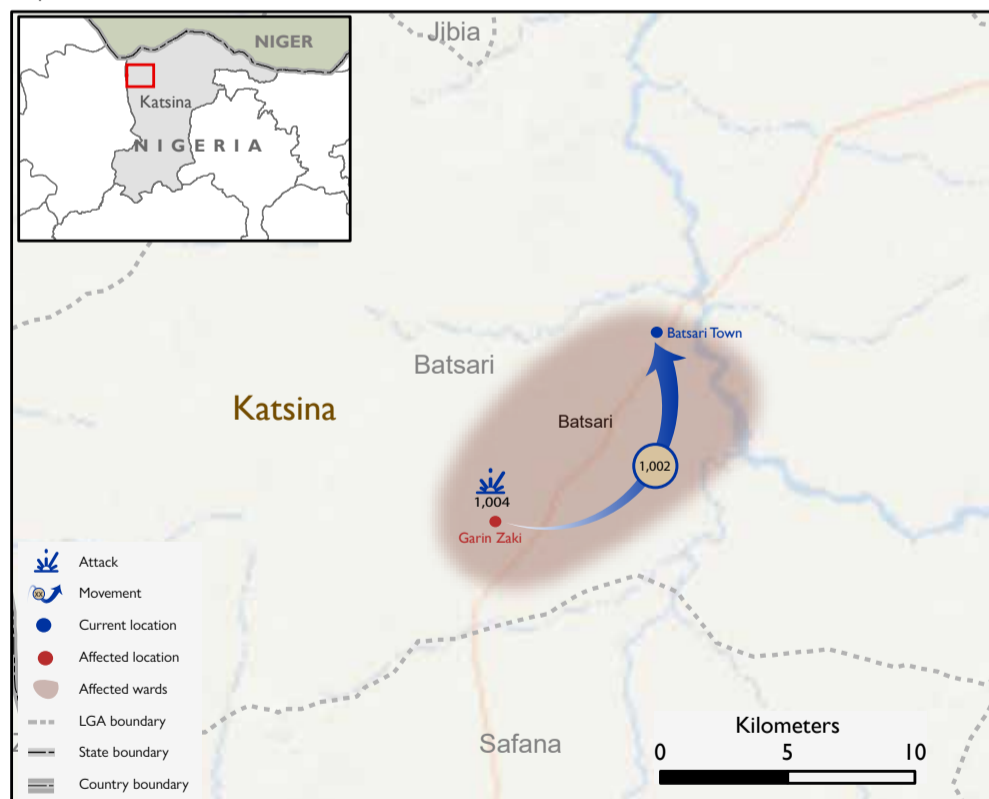 NIGER
Katsina
NIGERIA
Jibia
Batsari Town
Batsari
Katsina
Batsari
1,002
1,004
Garin Zaki
Attack
Movement
Current location
Affected location
Affected wards
LGA boundary
State boundary
Country boundary
Safana
Kilometers
0 5 10